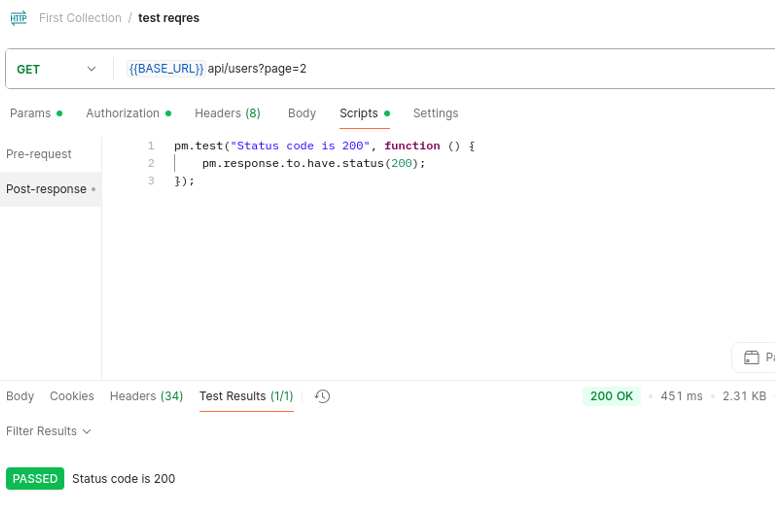 HTTP First Collection / test reqres
GET {{BASE_URL}} api/users?page=2
Params Authorization Headers (8) Body Scripts Settings
Pre-request
Post-response
1 pm.test("Status code is 200", function () {
2 pm.response.to.have.status(200);
3 });
Body Cookies Headers (34) Test Results (1/1) 200 OK 451 ms 2.31 KB
Filter Results
PASSED Status code is 200